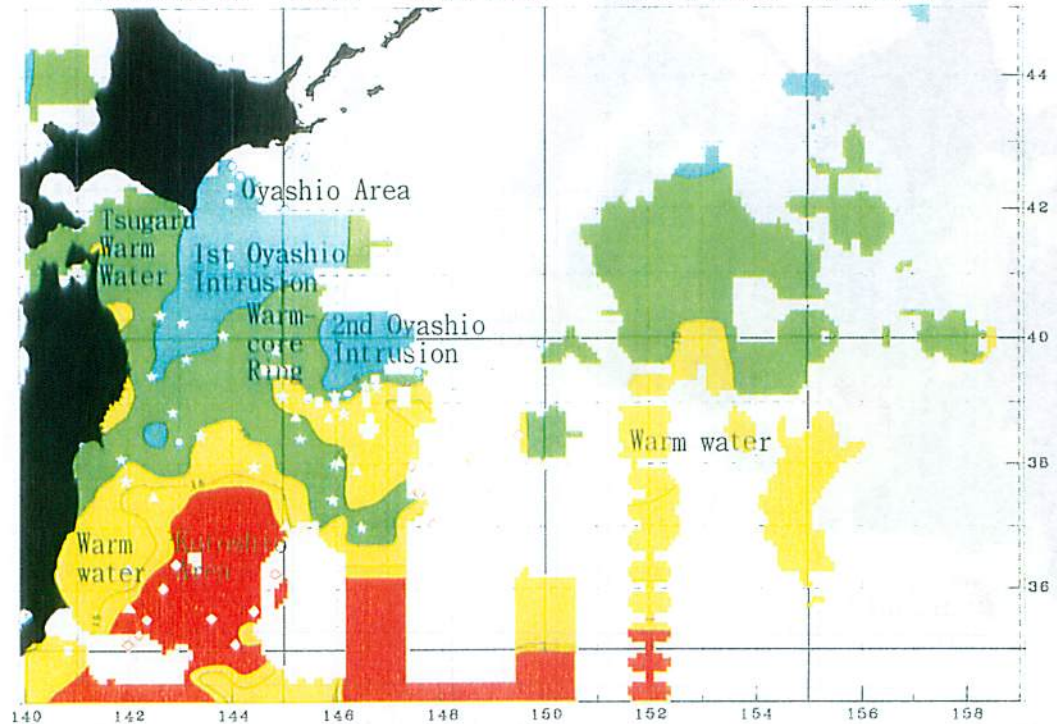 44
Oyashio Area
42
Tsugaru
Warm
Water
1st Oyashio
Intrusion
Warm-
core
Ring
2nd Oyashio
Intrusion
40
Warm water
38
Warm
water
Kuroshio
Area
36
140 142 144 146 148 150 152 154 156 158